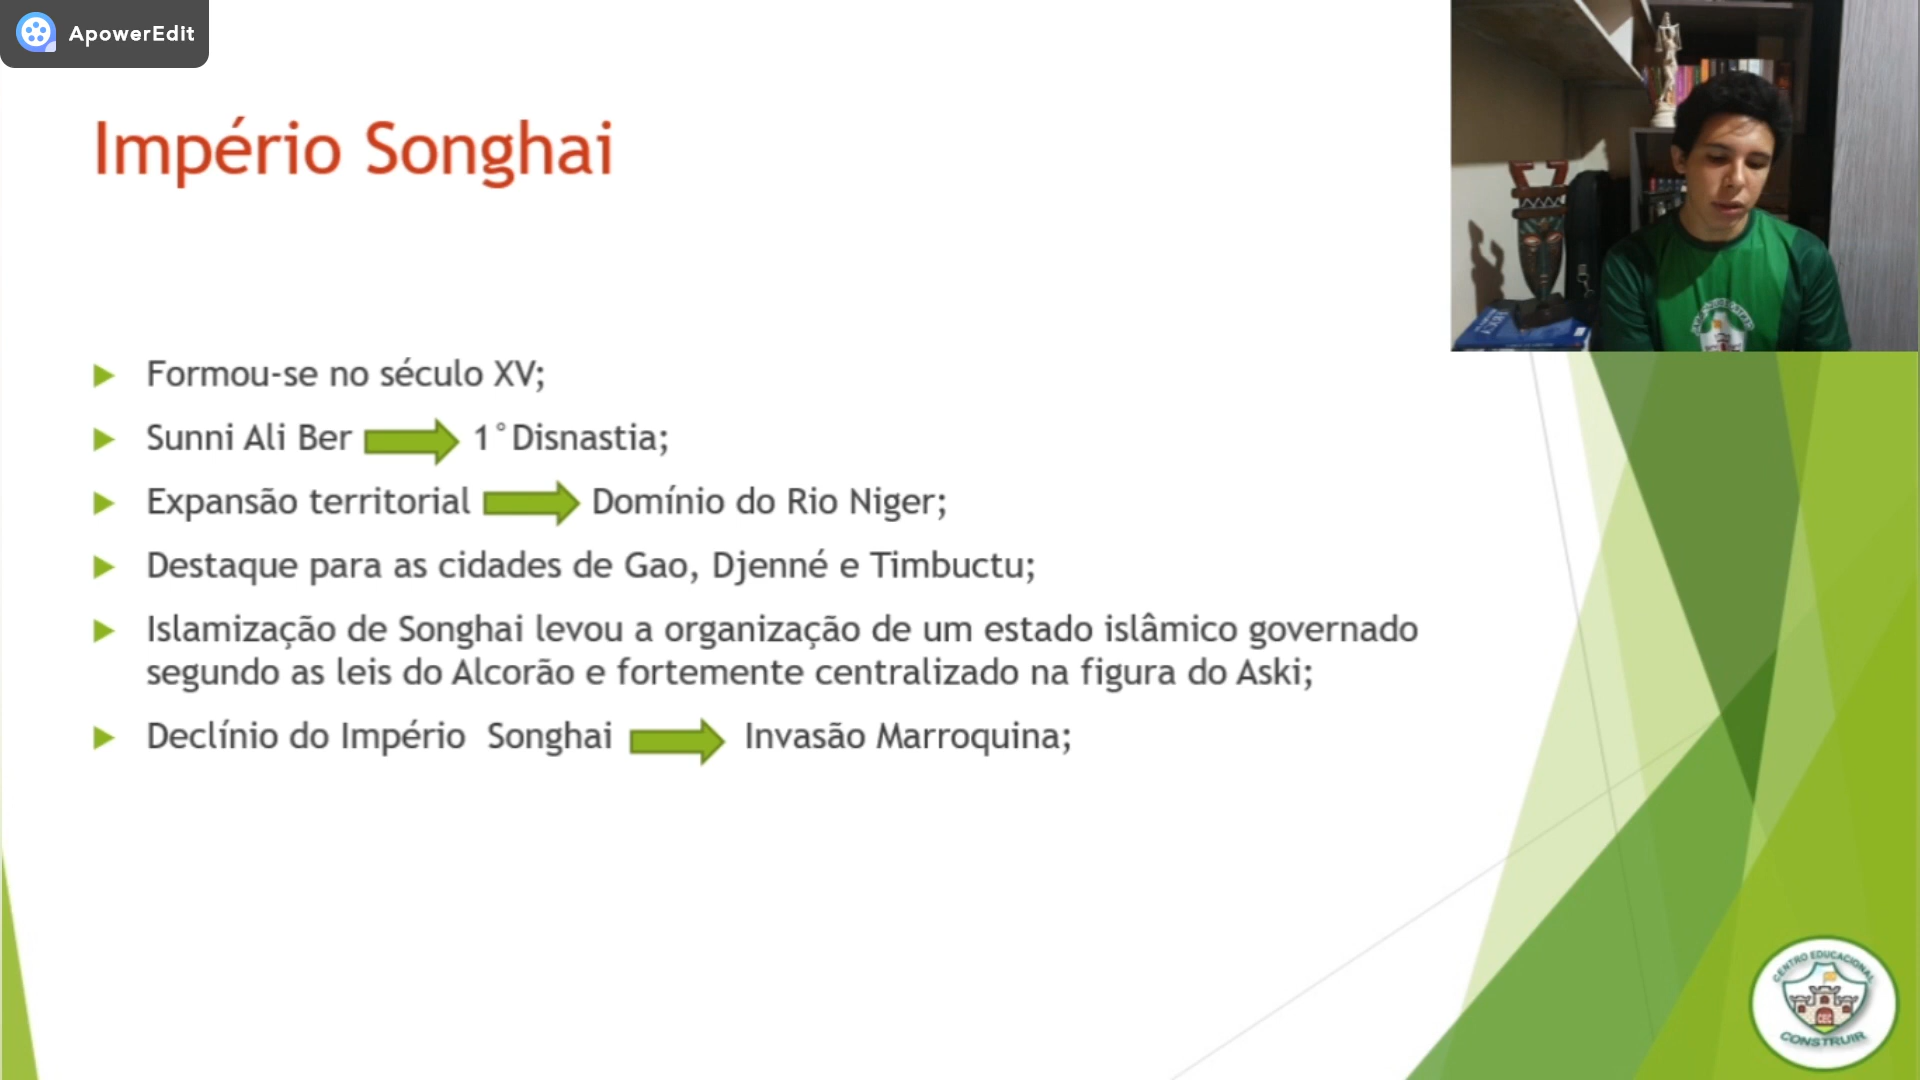 ApowerEdit
Império Songhai
Formou-se no século XV;
Sunni Ali Ber 1°Disnastia;
Expansão territorial Domínio do Rio Niger;
Destaque para as cidades de Gao, Djenné e Timbuctu;
Islamização de Songhai levou a organização de um estado islâmico governado
segundo as leis do Alcorão e fortemente centralizado na figura do Aski;
Declínio do Império Songhai Invasão Marroquina;
CENTRO EDUCACIONAL
CEC
CONSTRUIR